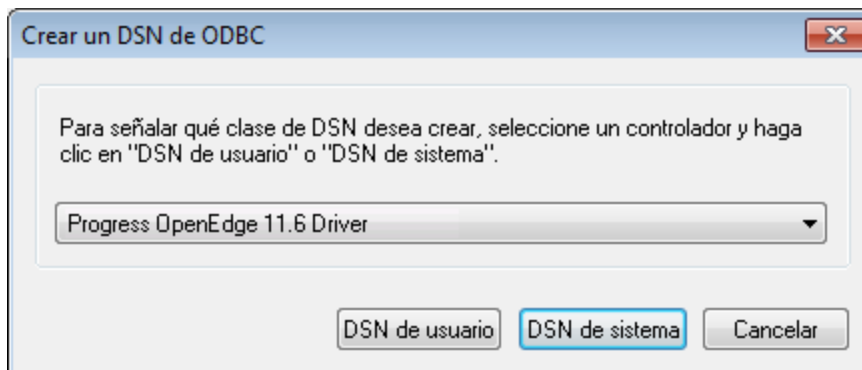 Crear un DSN de ODBC
Para señalar qué clase de DSN desea crear, seleccione un controlador y haga
clic en "DSN de usuario" o "DSN de sistema".
Progress OpenEdge 11.6 Driver
DSN de usuario
DSN de sistema
Cancelar